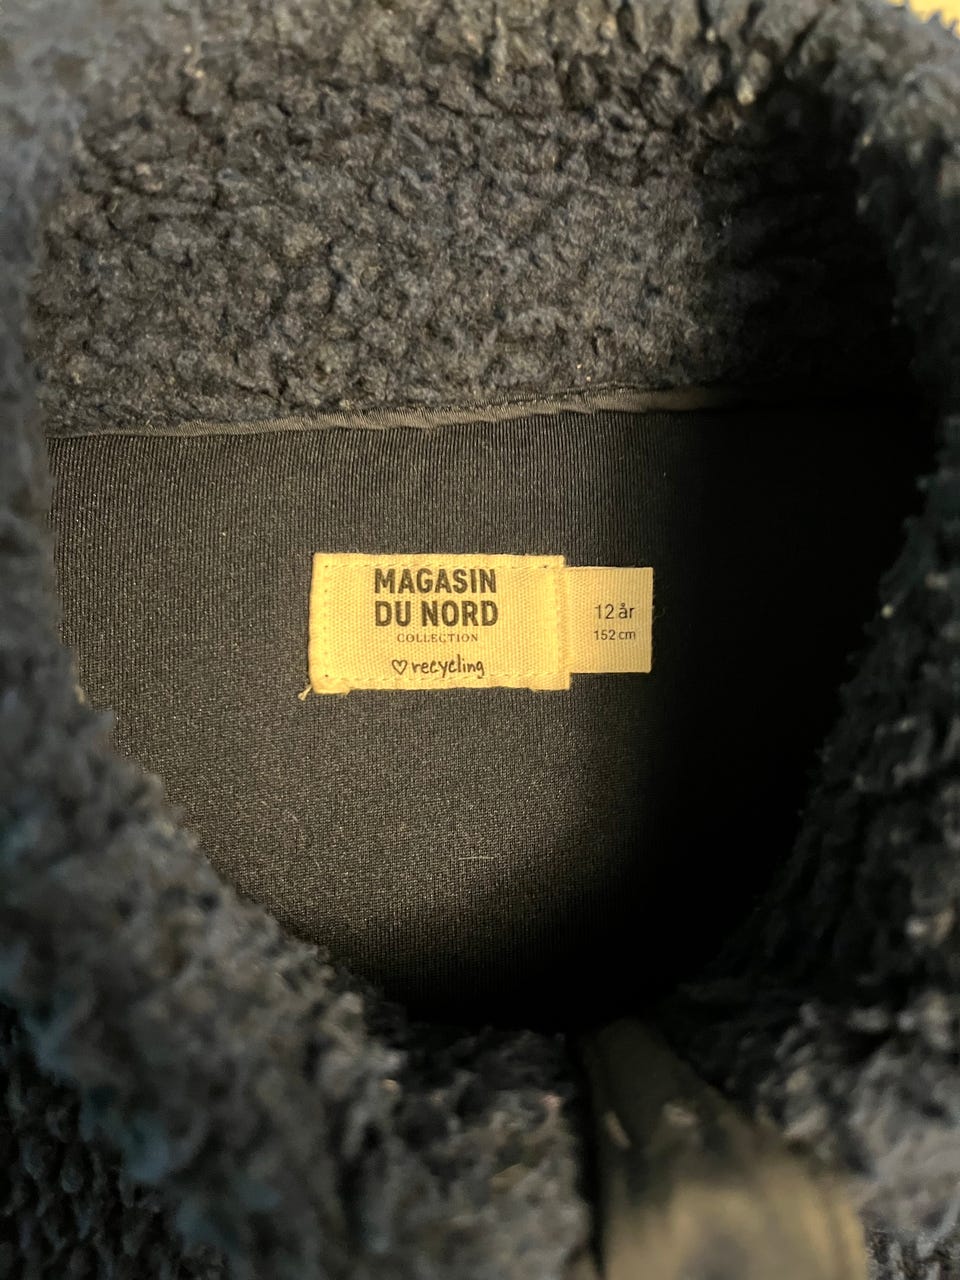 MAGASIN
DU NORD
COLLECTION
♡ recycling
12 år
152 cm